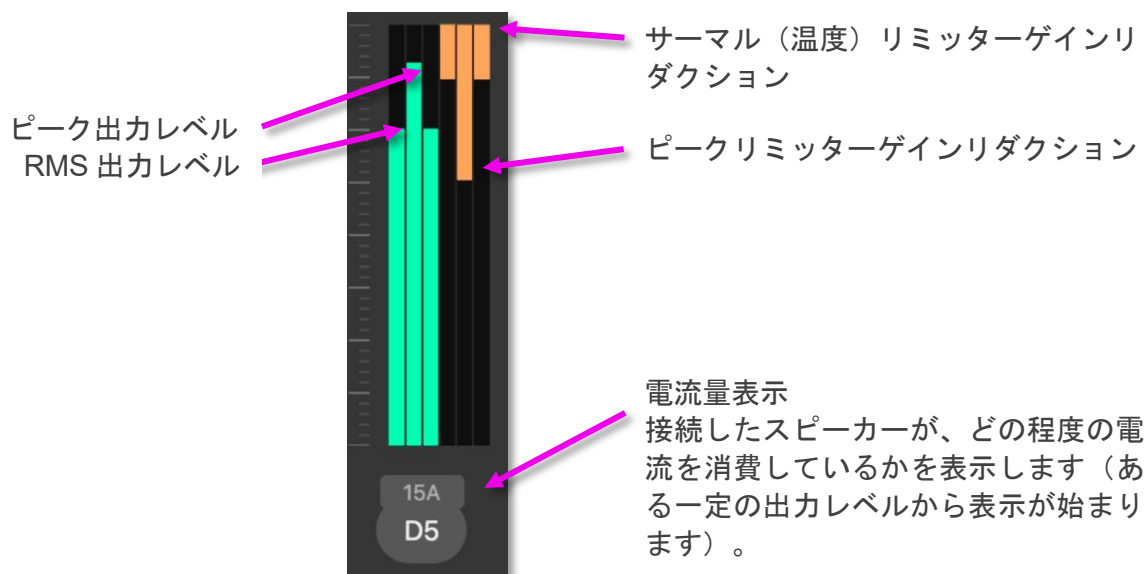 サーマル（温度）リミッターゲインリ
ダクション
ピーク出力レベル
RMS 出力レベル
ピークリミッターゲインリダクション
電流量表示
接続したスピーカーが、どの程度の電
流を消費しているかを表示します（あ
る一定の出力レベルから表示が始まり
ます）。
15A
D5